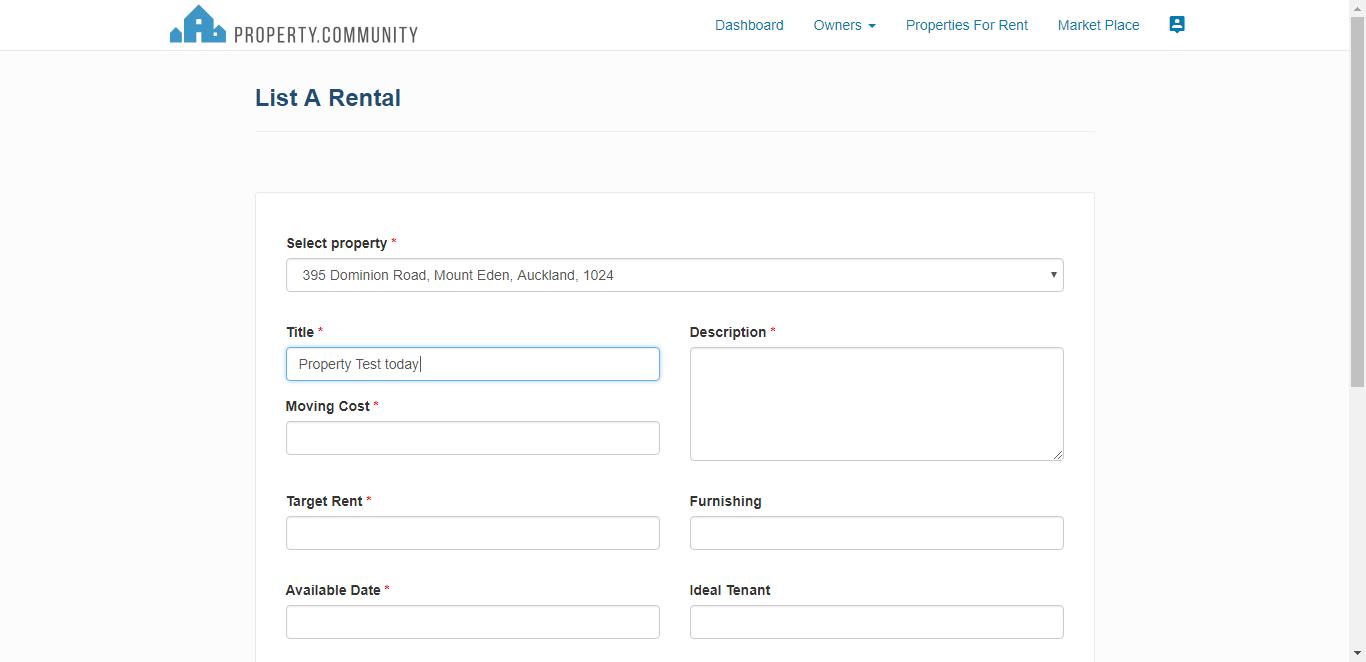 PROPERTY.COMMUNITY
Dashboard Owners Properties For Rent Market Place
List A Rental
Select property *
395 Dominion Road, Mount Eden, Auckland, 1024
Title * Description *
Property Test today
Moving Cost *
Target Rent * Furnishing
Available Date * Ideal Tenant